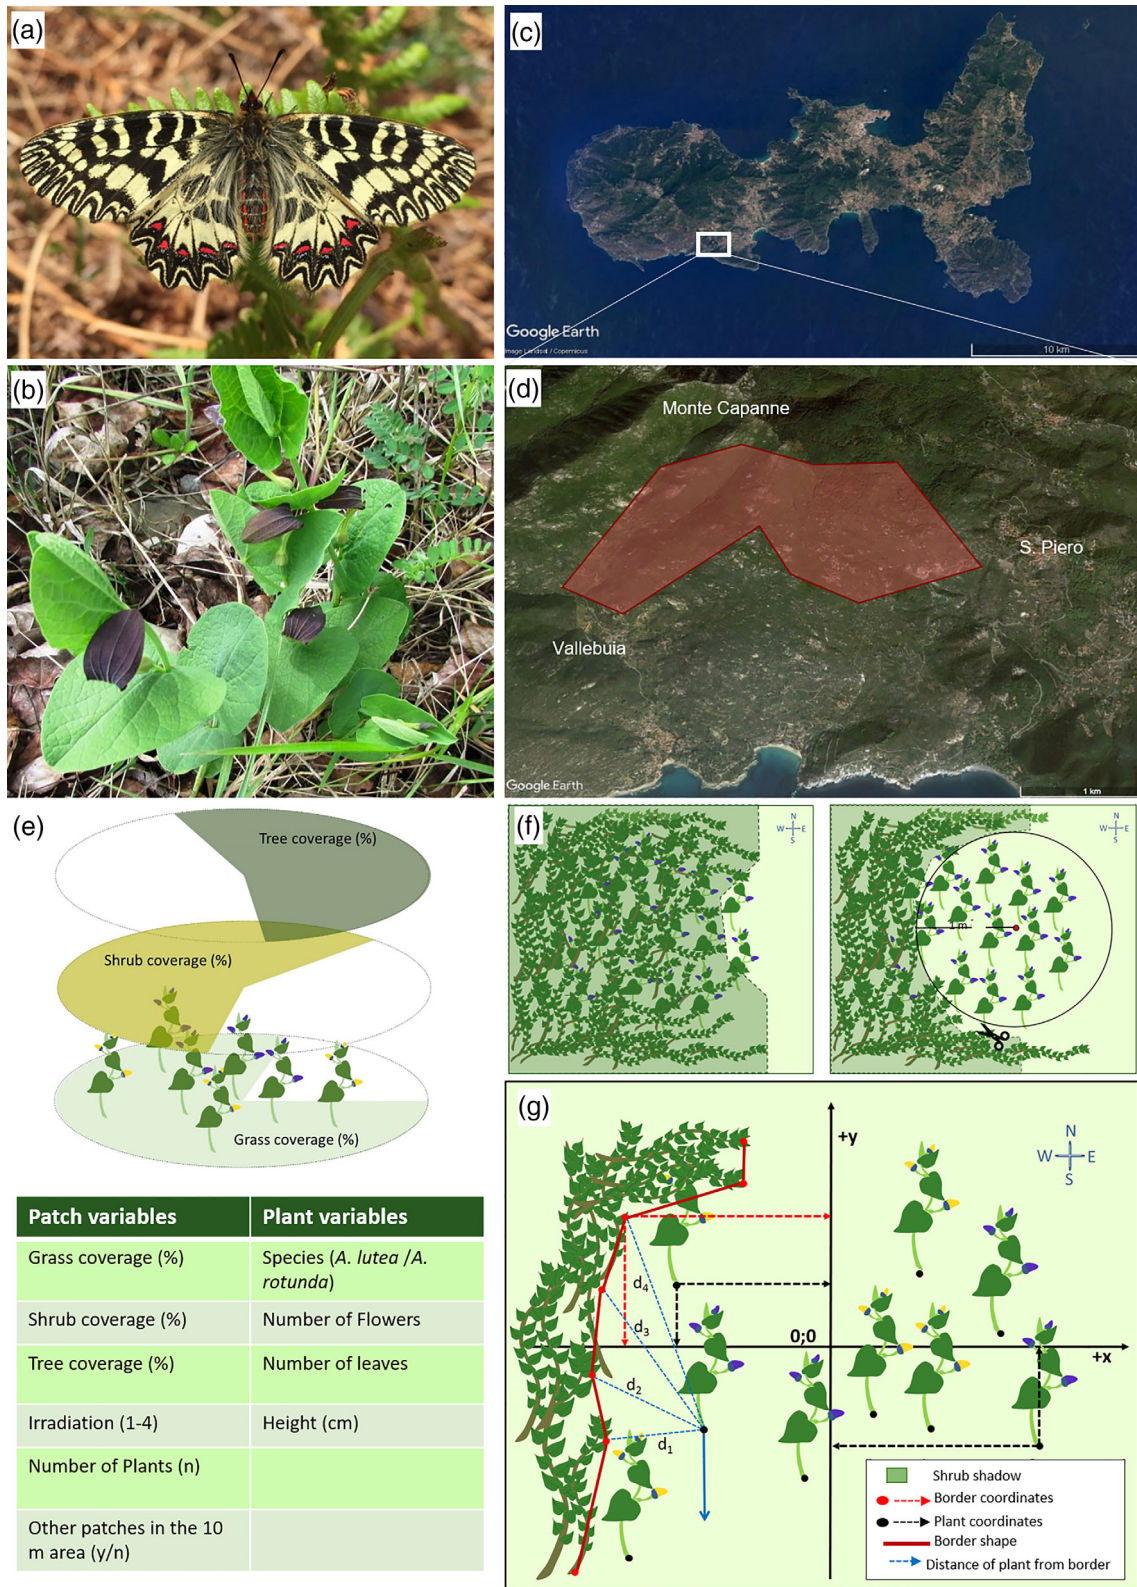 (a)
(c)
Google Earth
Image Landsat / Copernicus
10 km
(b)
(d)
Monte Capanne
S. Piero
Vallebuia
Google Earth
1 km
(e)
Tree coverage (%)
Shrub coverage (%)
Grass coverage (%)
(f)
N
W E
S
N
W E
S
1 m
Patch variables Plant variables
Grass coverage (%) Species (A. lutea /A.
rotunda)
Shrub coverage (%) Number of Flowers
Tree coverage (%) Number of leaves
Irradiation (1-4) Height (cm)
Number of Plants (n)
Other patches in the 10
m area (y/n)
(g)
+y
N
W E
S
d4
d3
0;0
+x
d2
d1
Shrub shadow
Border coordinates
Plant coordinates
Border shape
Distance of plant from border